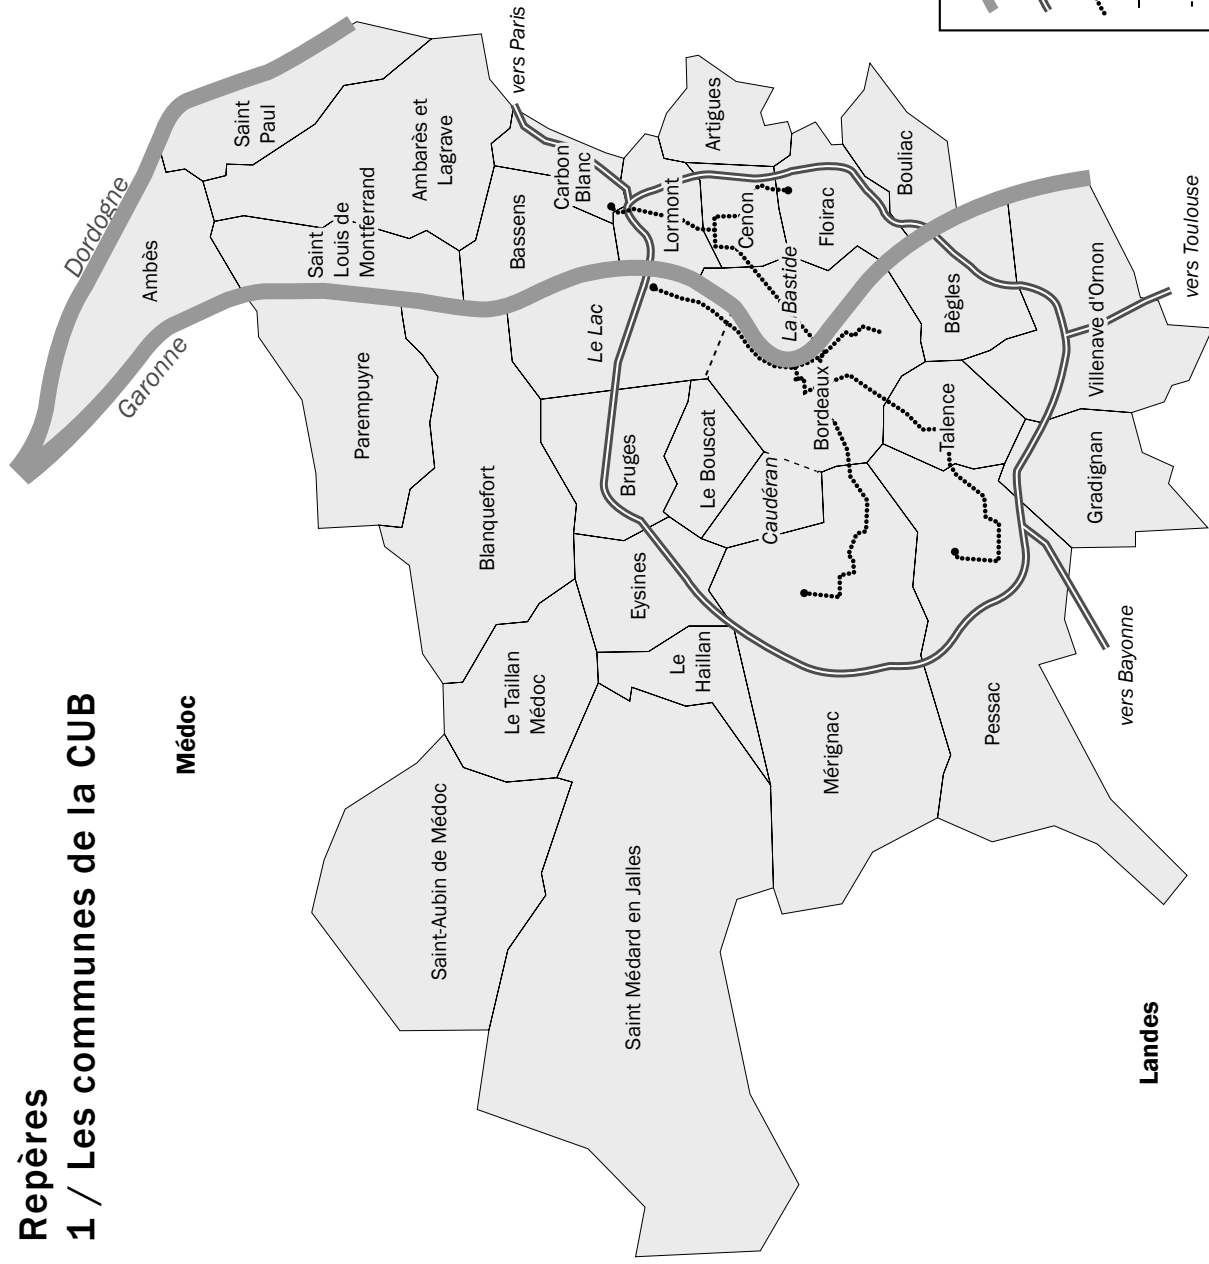 Repères
1 / Les communes de la CUB
Médoc
Landes
Dordogne
Garonne
vers Paris
vers Toulouse
vers Bayonne
Ambès
Saint
Paul
Saint
Louis de
Montferrand
Ambarès et
Lagrave
Parempuyre
Bassens
Carbon
Blanc
Blanquefort
Le Lac
Lormont
Artigues
Cenon
La Bastide
Floirac
Bouliac
Bruges
Le Bouscat
Bordeaux
Caudéran
Bègles
Talence
Villenave d'Ornon
Gradignan
Eysines
Le Taillan
Médoc
Le
Haillan
Saint-Aubin de Médoc
Saint Médard en Jalles
Mérignac
Pessac